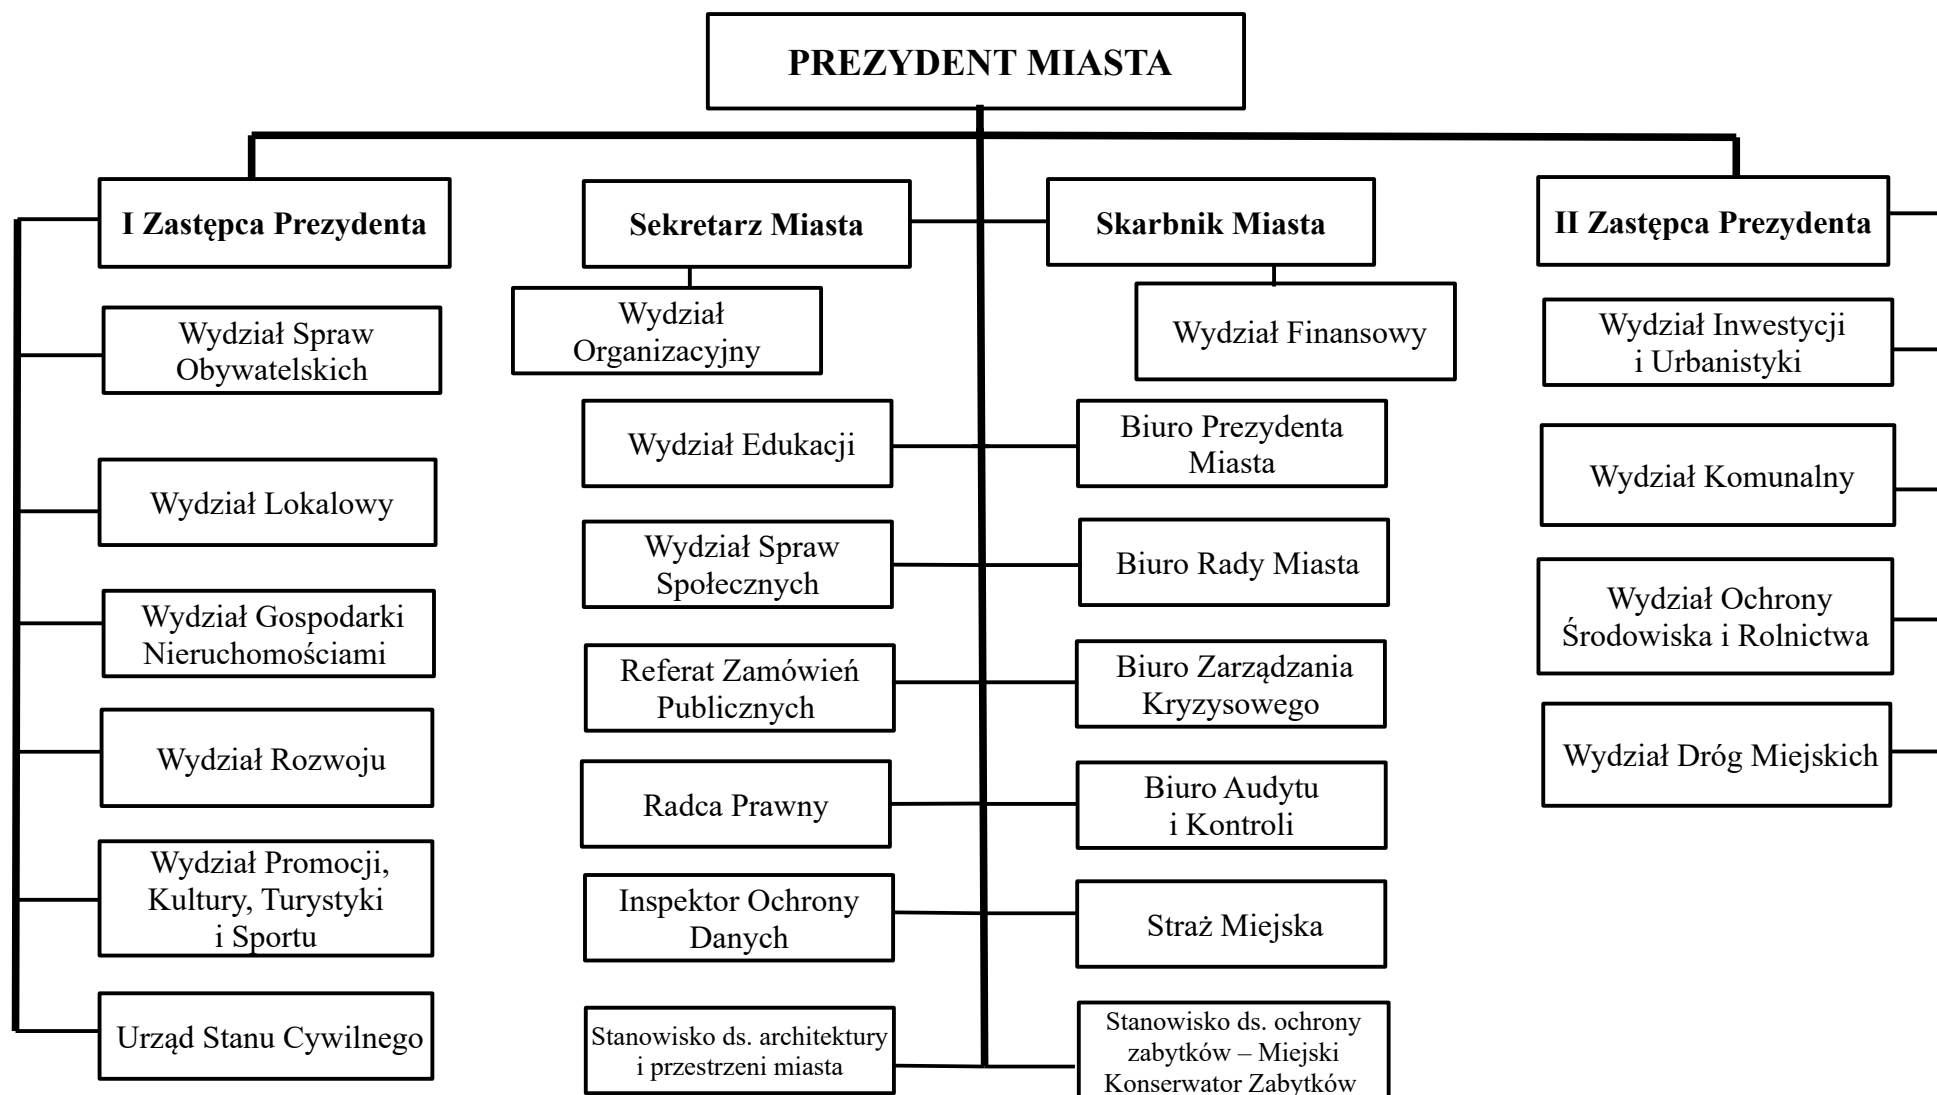 PREZYDENT MIASTA
I Zastępca Prezydenta
Sekretarz Miasta
Skarbnik Miasta
II Zastępca Prezydenta
Wydział Spraw
Obywatelskich
Wydział Lokalowy
Wydział Gospodarki
Nieruchomościami
Wydział Rozwoju
Wydział Promocji,
Kultury, Turystyki
i Sportu
Urząd Stanu Cywilnego
Wydział
Organizacyjny
Wydział Edukacji
Wydział Spraw
Społecznych
Referat Zamówień
Publicznych
Radca Prawny
Inspektor Ochrony
Danych
Stanowisko ds. architektury
i przestrzeni miasta
Wydział Finansowy
Biuro Prezydenta
Miasta
Biuro Rady Miasta
Biuro Zarządzania
Kryzysowego
Biuro Audytu
i Kontroli
Straż Miejska
Stanowisko ds. ochrony
zabytków – Miejski
Konserwator Zabytków
Wydział Inwestycji
i Urbanistyki
Wydział Komunalny
Wydział Ochrony
Środowiska i Rolnictwa
Wydział Dróg Miejskich